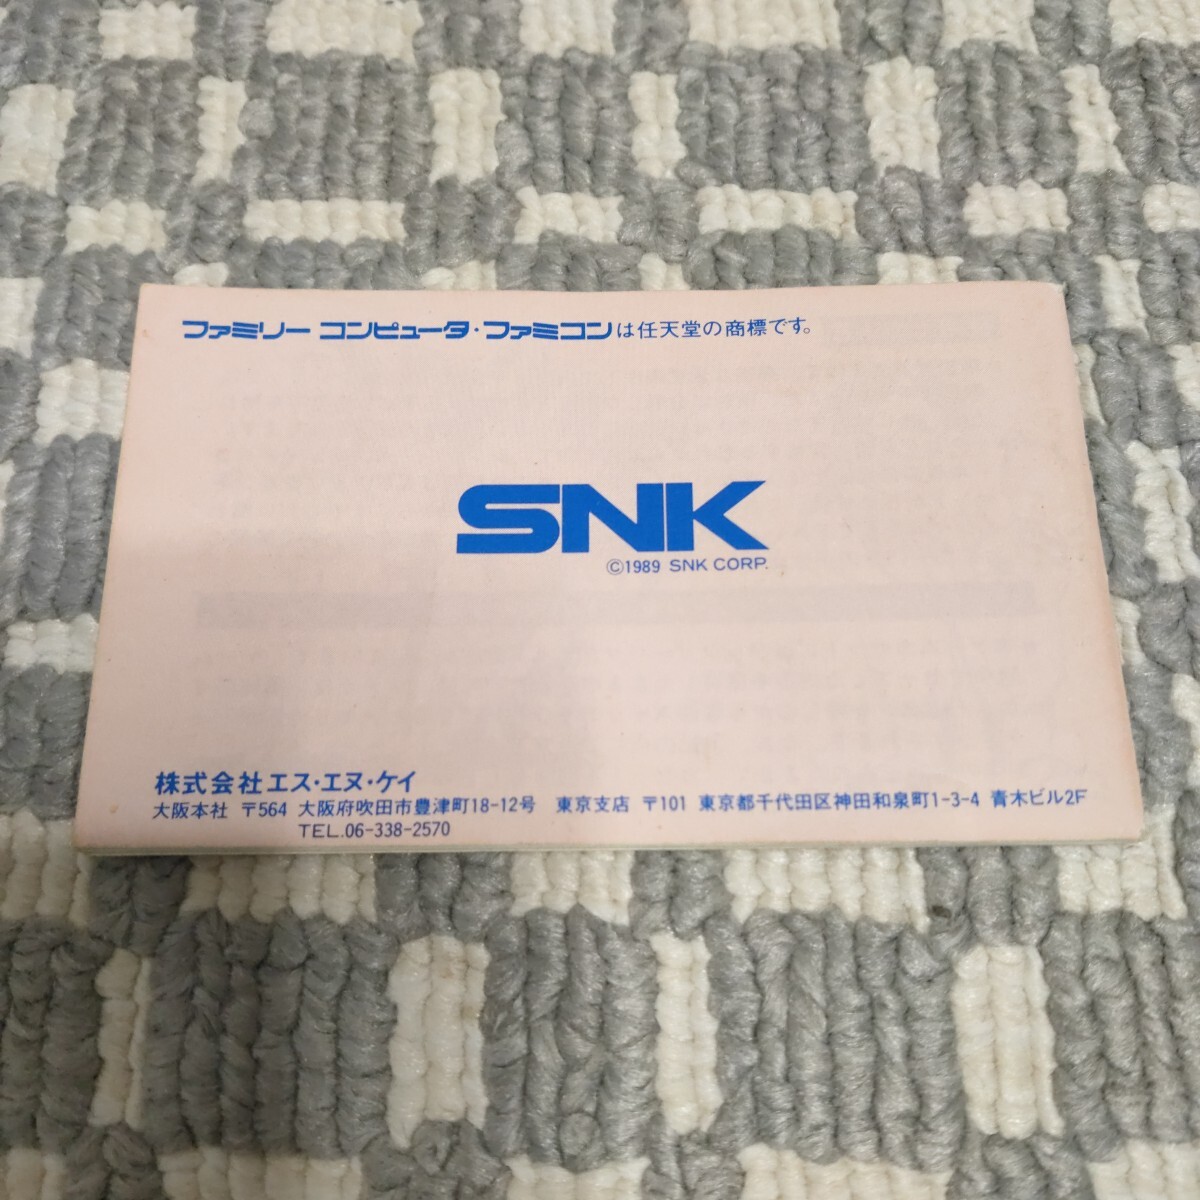 ファミリー コンピュータ・ファミコンは任天堂の商標です。
SNK
©1989 SNK CORP.
株式会社エス・エヌ・ケイ
大阪本社 〒564 大阪府吹田市豊津町18-12号 東京支店 〒101 東京都千代田区神田和泉町1-3-4 青木ビル2F
TEL.06-338-2570